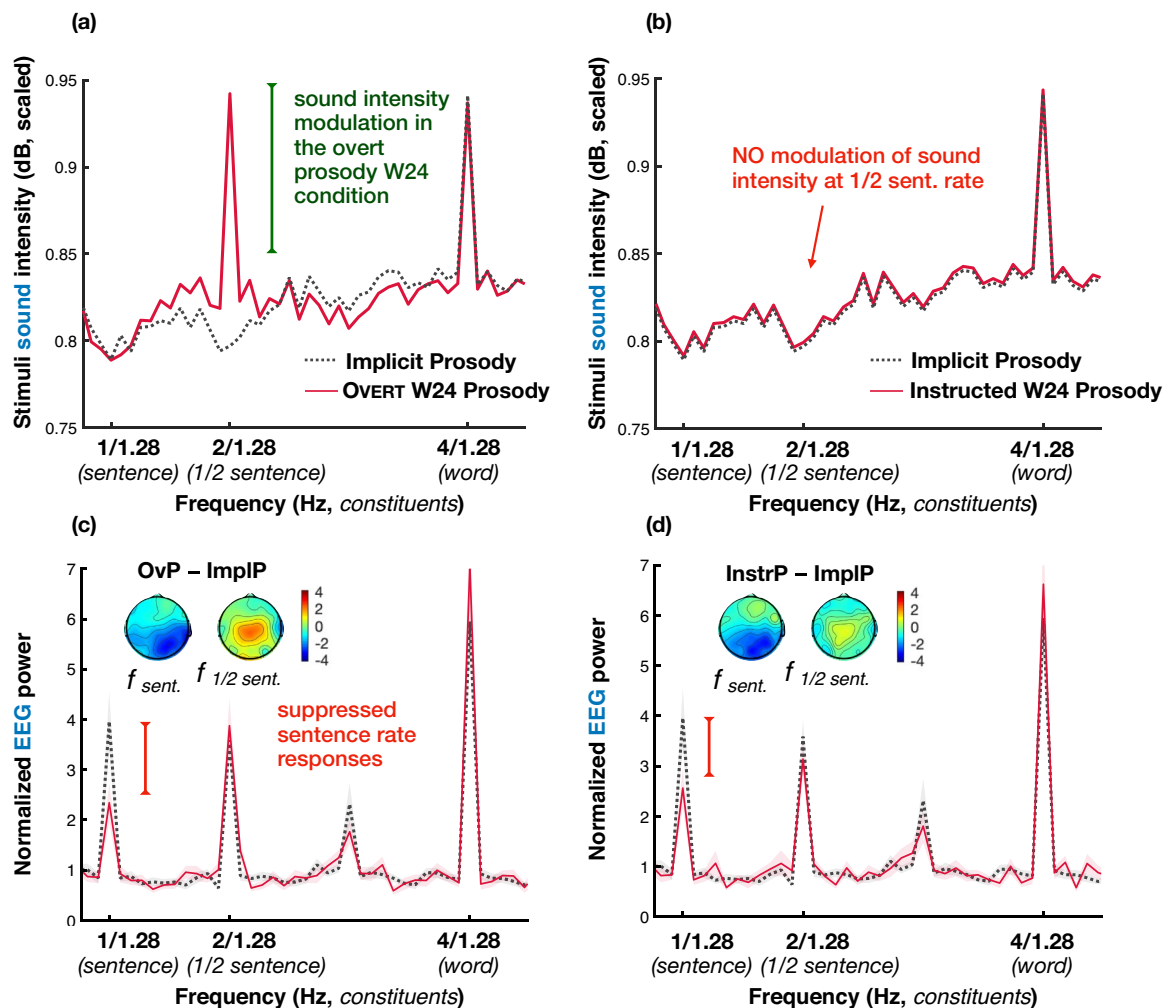 (a)
Stimuli sound intensity (dB, scaled)
0.95
0.9
0.85
0.8
0.75
sound intensity
modulation in
the overt
prosody W24
condition
Implicit Prosody
OVERT W24 Prosody
1/1.28
2/1.28
4/1.28
(sentence)
(1/2 sentence)
(word)
Frequency (Hz, constituents)
(b)
Stimuli sound intensity (dB, scaled)
0.95
0.9
0.85
0.8
0.75
NO modulation of sound
intensity at 1/2 sent. rate
Implicit Prosody
Instructed W24 Prosody
1/1.28
2/1.28
4/1.28
(sentence)
(1/2 sentence)
(word)
Frequency (Hz, constituents)
(c)
Normalized EEG power
7
6
5
4
3
2
1
0
OvP – ImplP
4
2
0
-2
-4
f sent.
f 1/2 sent.
suppressed
sentence rate
responses
1/1.28
2/1.28
4/1.28
(sentence)
(1/2 sentence)
(word)
Frequency (Hz, constituents)
(d)
Normalized EEG power
7
6
5
4
3
2
1
0
InstrP – ImplP
4
2
0
-2
-4
f sent.
f 1/2 sent.
1/1.28
2/1.28
4/1.28
(sentence)
(1/2 sentence)
(word)
Frequency (Hz, constituents)